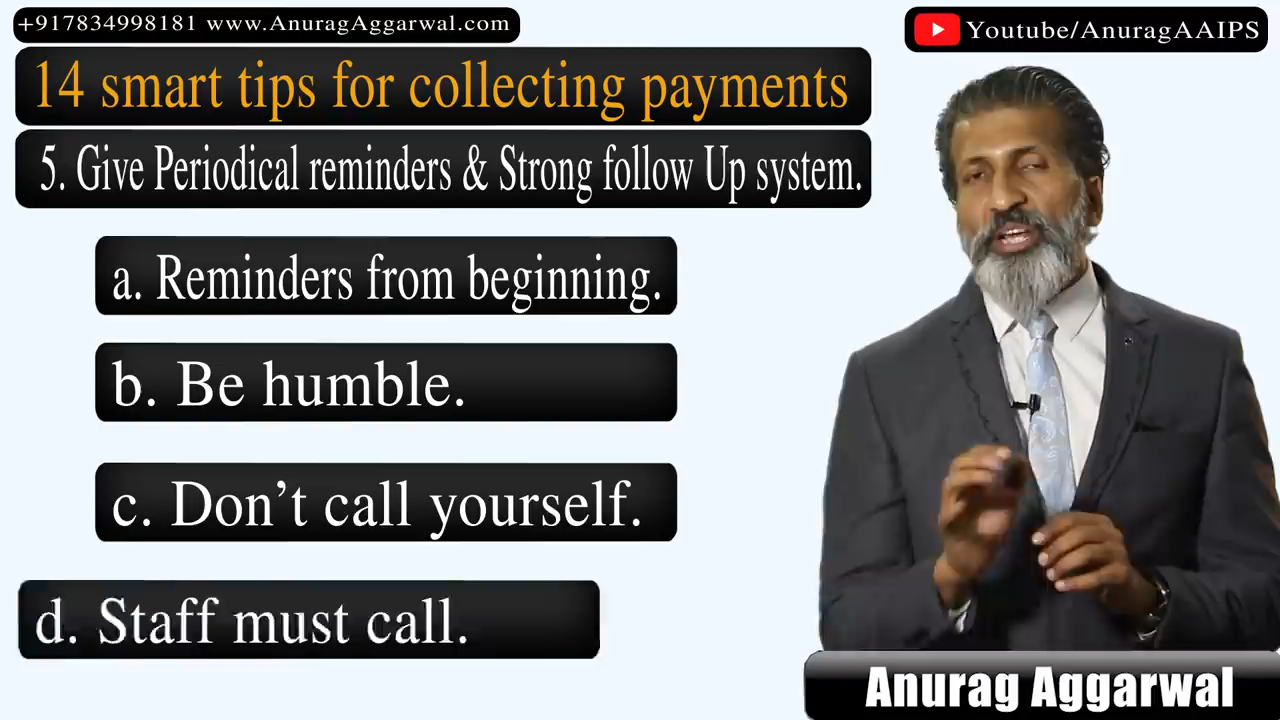 +917834998181 www.AnuragAggarwal.com
Youtube/AnuragAAIPS
14 smart tips for collecting payments
5. Give Periodical reminders & Strong follow Up system.
a. Reminders from beginning.
b. Be humble.
c. Don’t call yourself.
d. Staff must call.
Anurag Aggarwal